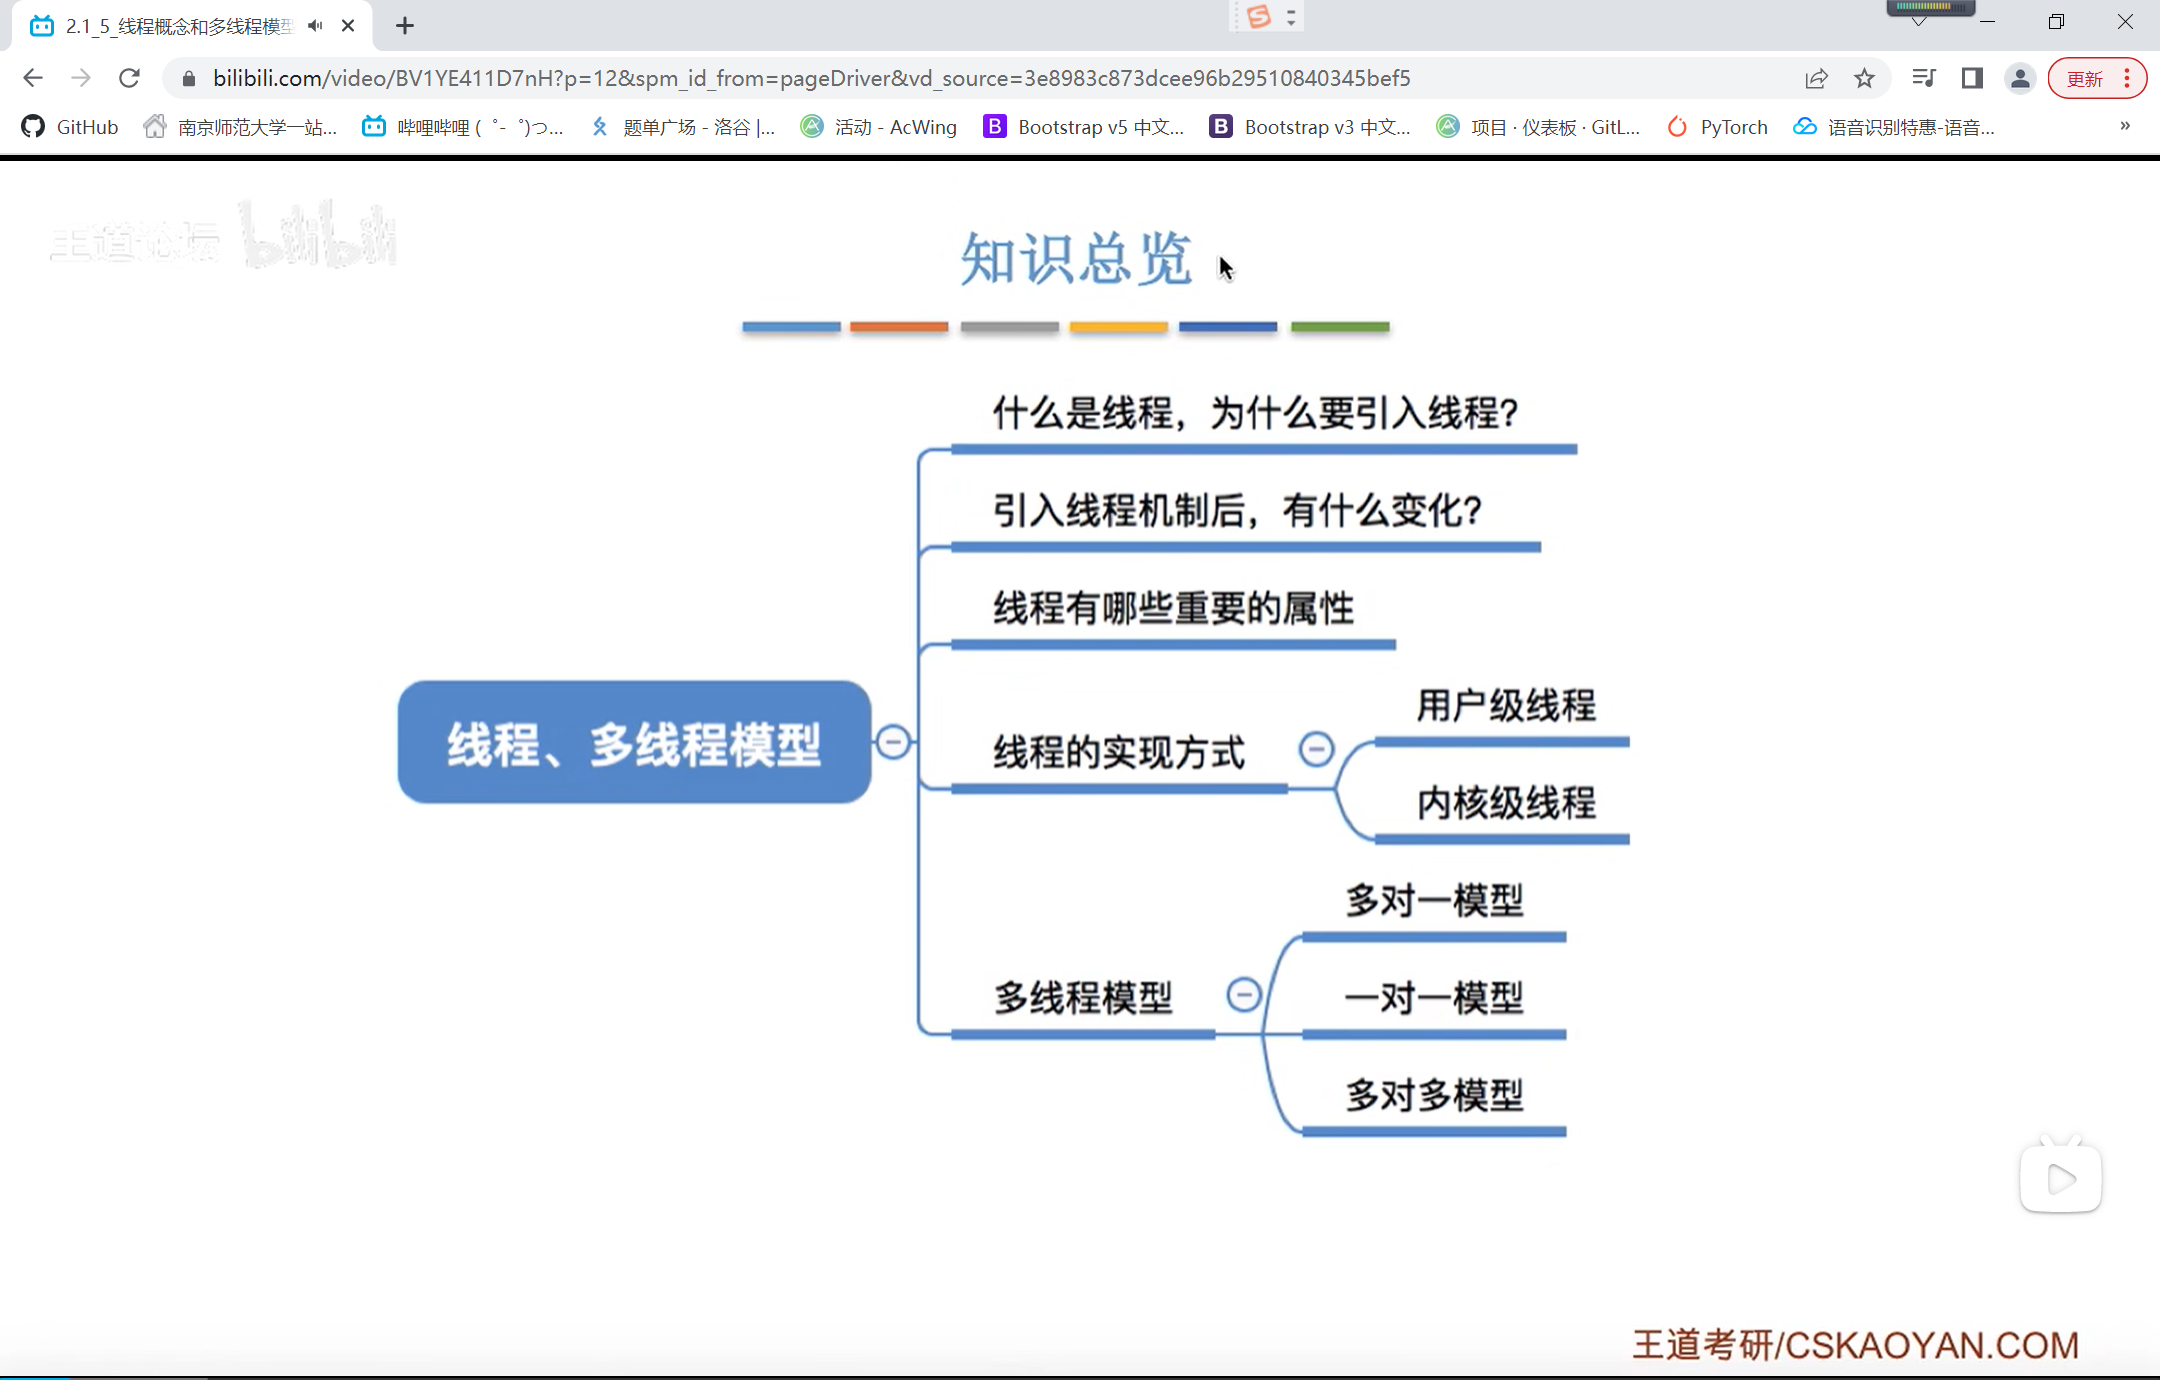 2.1_5_线程概念和多线程模型
bilibili.com/video/BV1YE411D7nH?p=12&spm_id_from=pageDriver&vd_source=3e8983c873dcee96b29510840345bef5
更新
GitHub
南京师范大学一站...
哔哩哔哩 (゜-゜)つ...
题单广场 - 洛谷 |...
活动 - AcWing
Bootstrap v5 中文...
Bootstrap v3 中文...
项目 · 仪表板 · GitL...
PyTorch
语音识别特惠-语音...
»
王道论坛 bilibili
知识总览
什么是线程，为什么要引入线程？
引入线程机制后，有什么变化？
线程有哪些重要的属性
线程、多线程模型
线程的实现方式
用户级线程
内核级线程
多线程模型
多对一模型
一对一模型
多对多模型
王道考研/CSKAOYAN.COM